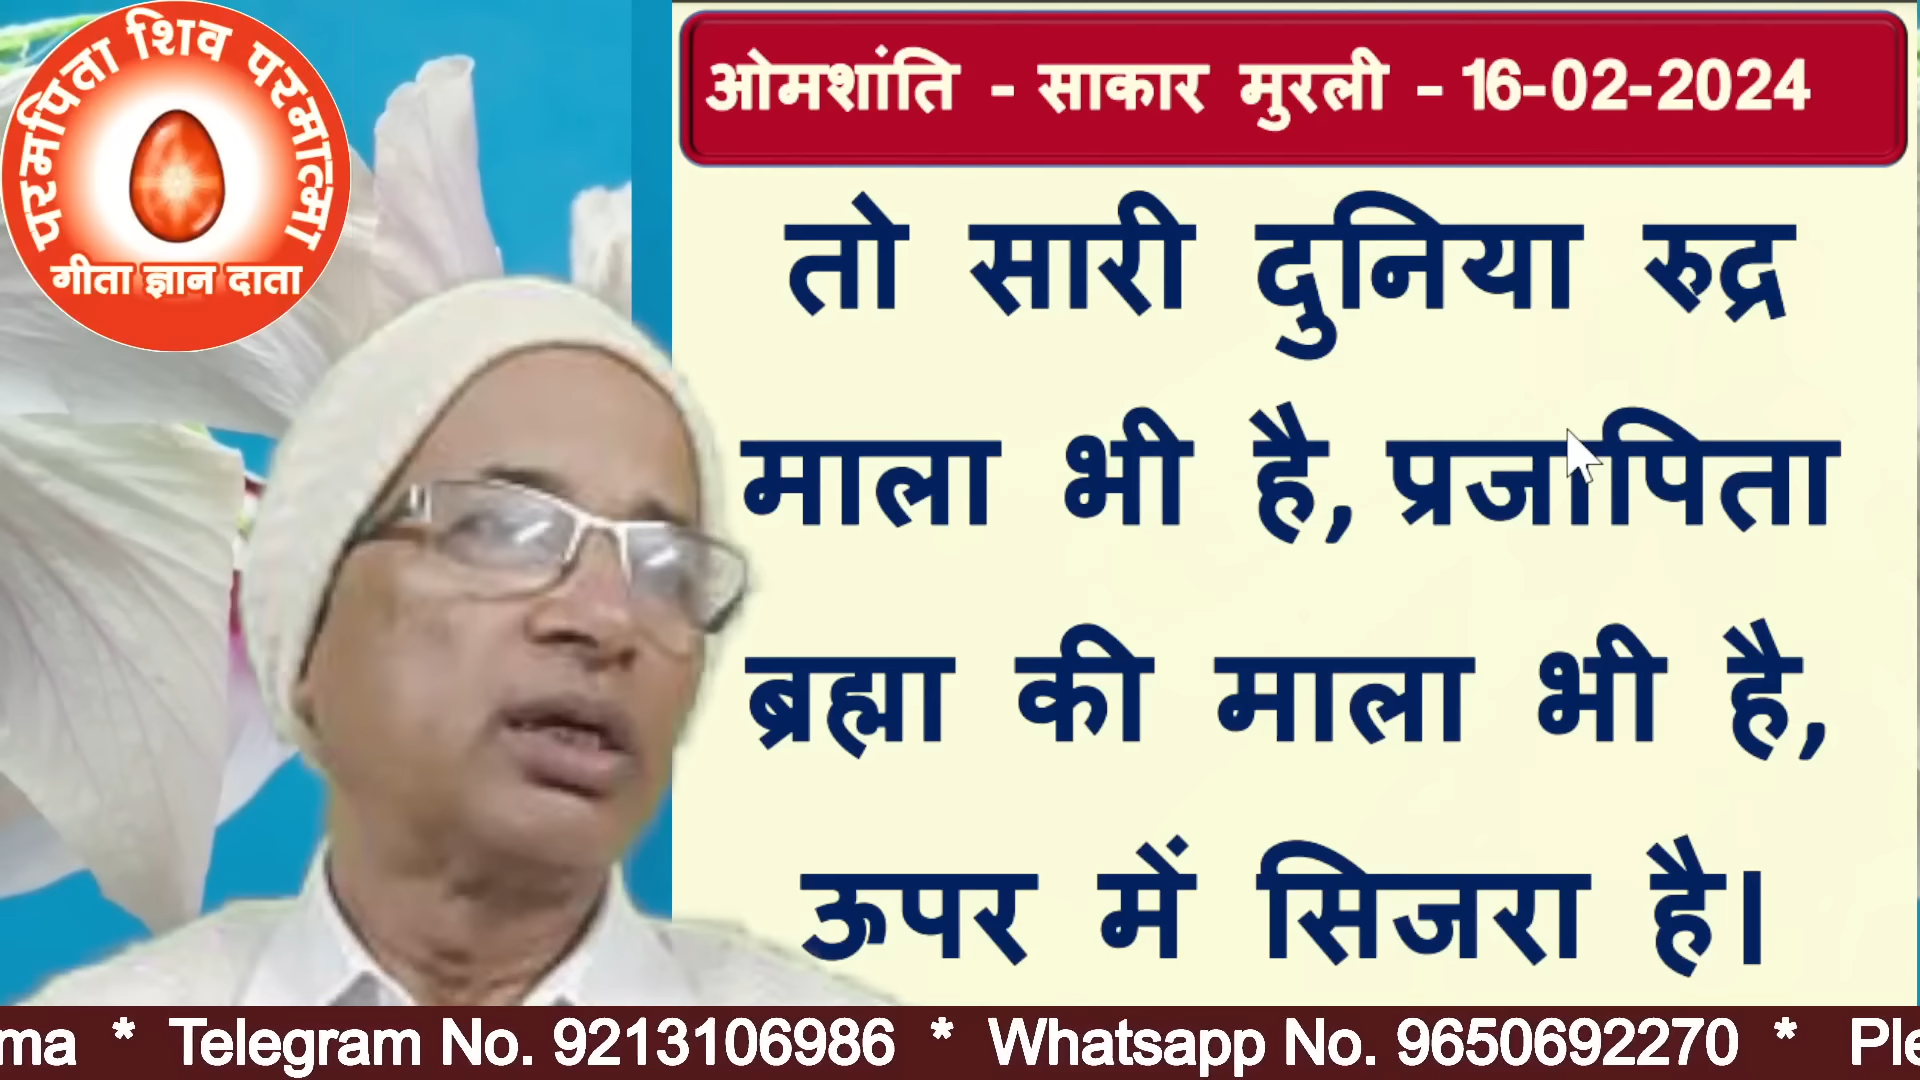 परमपिता शिव परमात्मा
गीता ज्ञान दाता
ओमशांति - साकार मुरली - 16-02-2024
तो सारी दुनिया रुद्र
माला भी है, प्रजापिता
ब्रह्मा की माला भी है,
ऊपर में सिजरा है।
ma * Telegram No. 9213106986 * Whatsapp No. 9650692270 * Ple